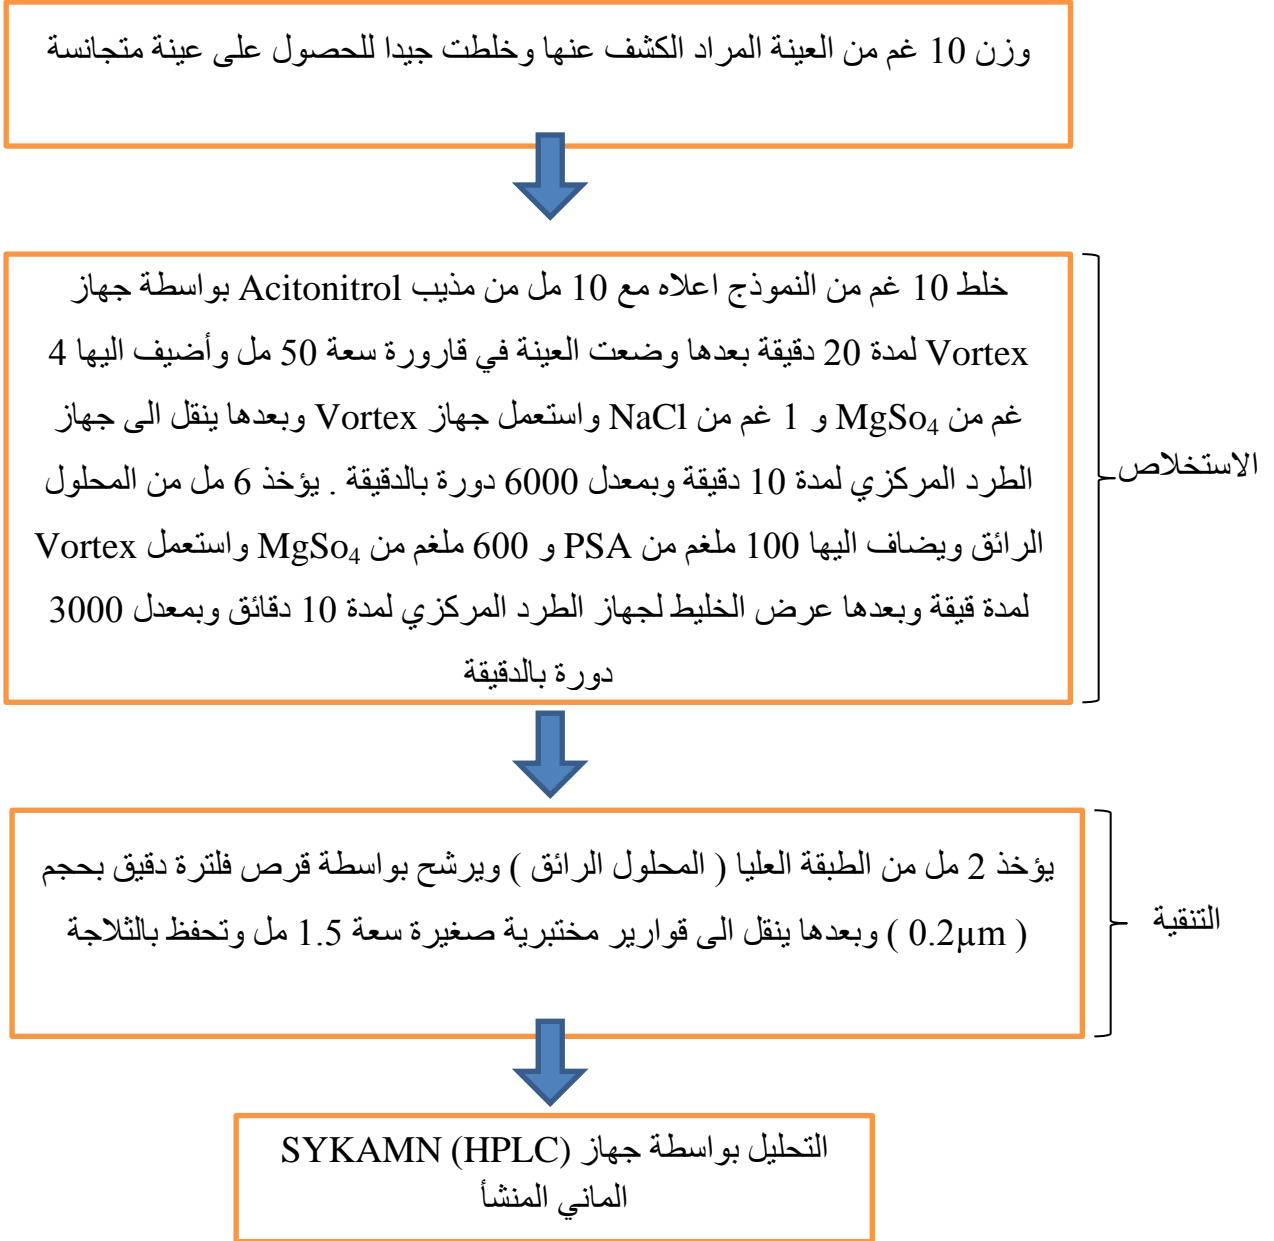 وزن 10 غم من العينة المراد الكشف عنها وخلطت جيدا للحصول على عينة متجانسة
خلط 10 غم من النموذج اعلاه مع 10 مل من مذيب Acitonitrol بواسطة جهاز
Vortex لمدة 20 دقيقة بعدها وضعت العينة في قارورة سعة 50 مل وأضيف اليها 4
غم من MgSo₄ و 1 غم من NaCl واستعمل جهاز Vortex وبعدها ينقل الى جهاز
الطرد المركزي لمدة 10 دقيقة وبمعدل 6000 دورة بالدقيقة . يؤخذ 6 مل من المحلول
الرائق ويضاف اليها 100 ملغم من PSA و 600 ملغم من MgSo₄ واستعمل Vortex
لمدة قيقة وبعدها عرض الخليط لجهاز الطرد المركزي لمدة 10 دقائق وبمعدل 3000
دورة بالدقيقة
الاستخلاص
يؤخذ 2 مل من الطبقة العليا ( المحلول الرائق ) ويرشح بواسطة قرص فلترة دقيق بحجم
( 0.2µm ) وبعدها ينقل الى قوارير مختبرية صغيرة سعة 1.5 مل وتحفظ بالثلاجة
التنقية
التحليل بواسطة جهاز SYKAMN (HPLC)
الماني المنشأ